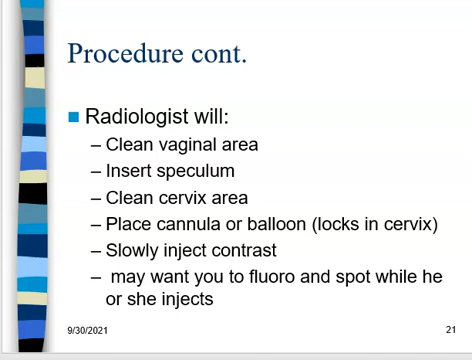 Procedure cont.
Radiologist will:
– Clean vaginal area
– Insert speculum
– Clean cervix area
– Place cannula or balloon (locks in cervix)
– Slowly inject contrast
– may want you to fluoro and spot while he
or she injects
9/30/2021
21